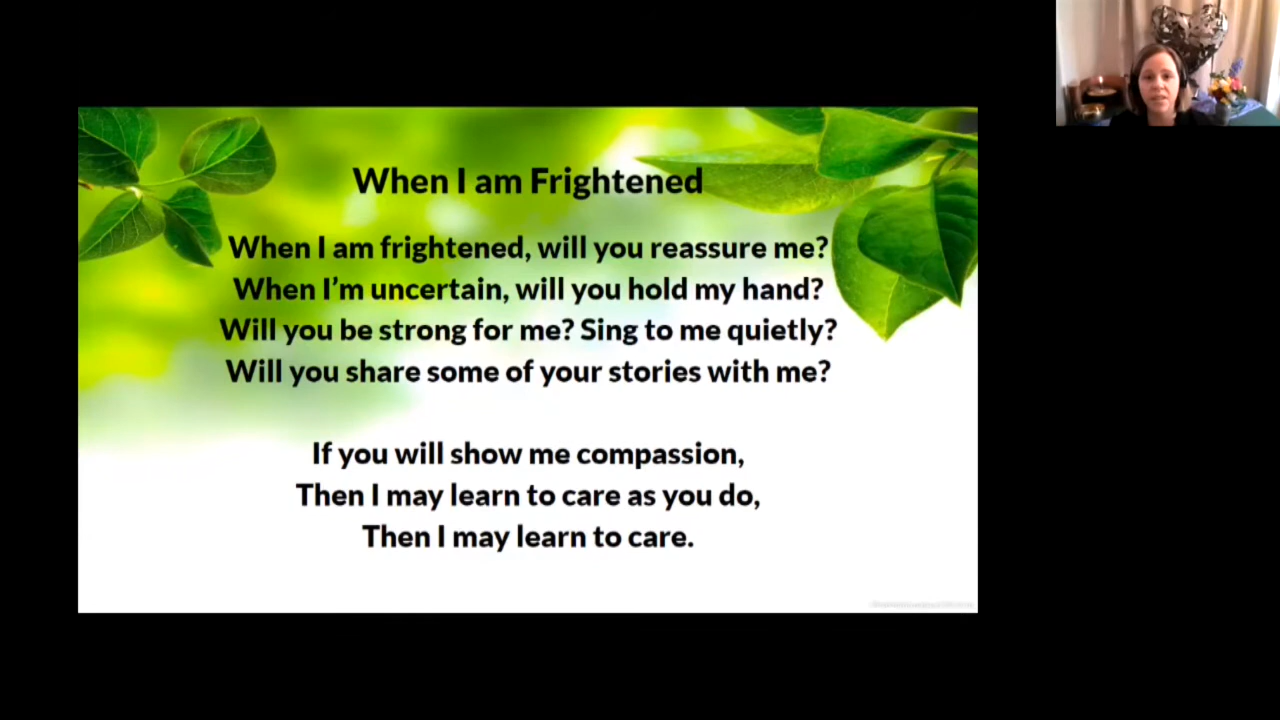 When I am Frightened
When I am frightened, will you reassure me?
When I’m uncertain, will you hold my hand?
Will you be strong for me? Sing to me quietly?
Will you share some of your stories with me?
If you will show me compassion,
Then I may learn to care as you do,
Then I may learn to care.